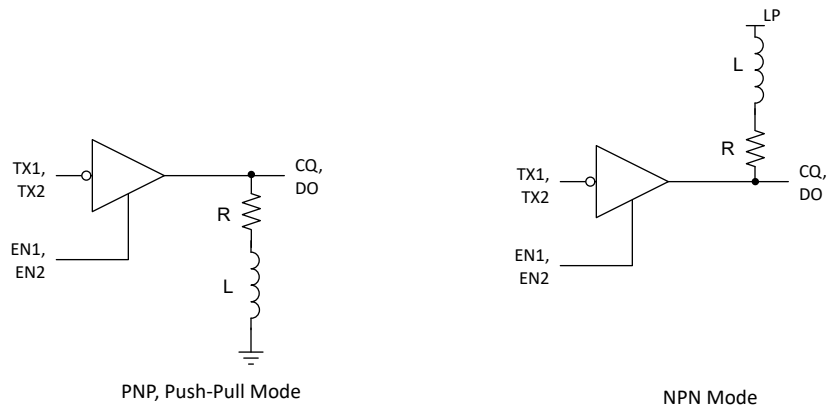 TX1,
TX2
EN1,
EN2
CQ,
DO
R
L
PNP, Push-Pull Mode
LP
L
R
TX1,
TX2
EN1,
EN2
CQ,
DO
NPN Mode